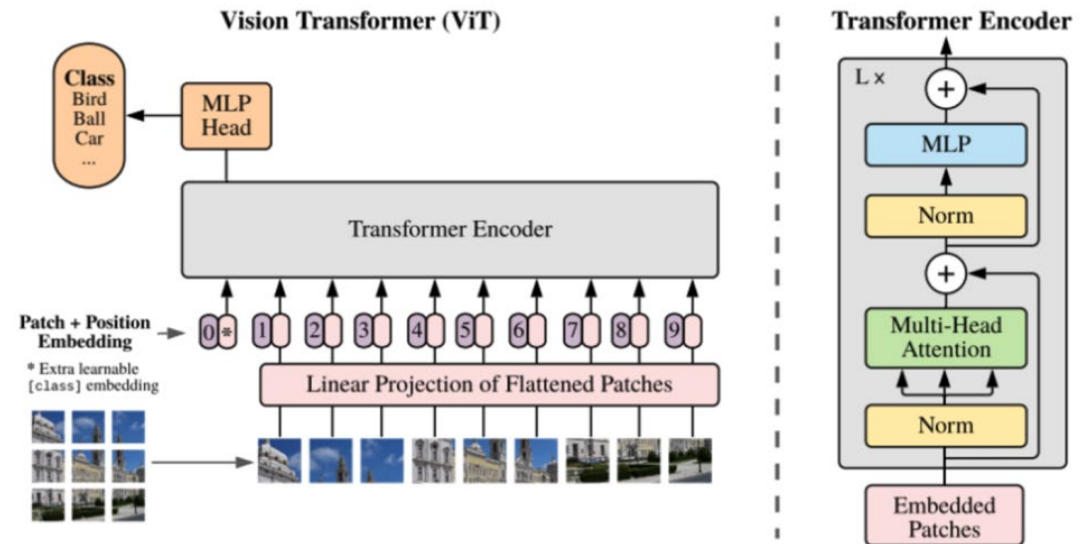 Vision Transformer (ViT)
Class
Bird
Ball
Car
...
MLP
Head
Transformer Encoder
Patch + Position
Embedding
0 * 1 2 3 4 5 6 7 8 9
* Extra learnable
[class] embedding
Linear Projection of Flattened Patches
Transformer Encoder
L ×
+
MLP
Norm
+
Multi-Head
Attention
Norm
Embedded
Patches